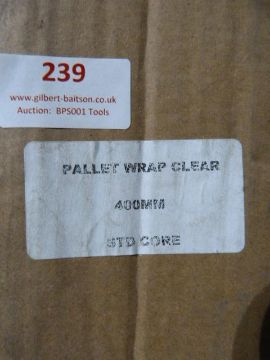 239
www.gilbert-baitson.co.uk
Auction: BPS001 Tools
PALLET WRAP CLEAR
400MM
STD CORE